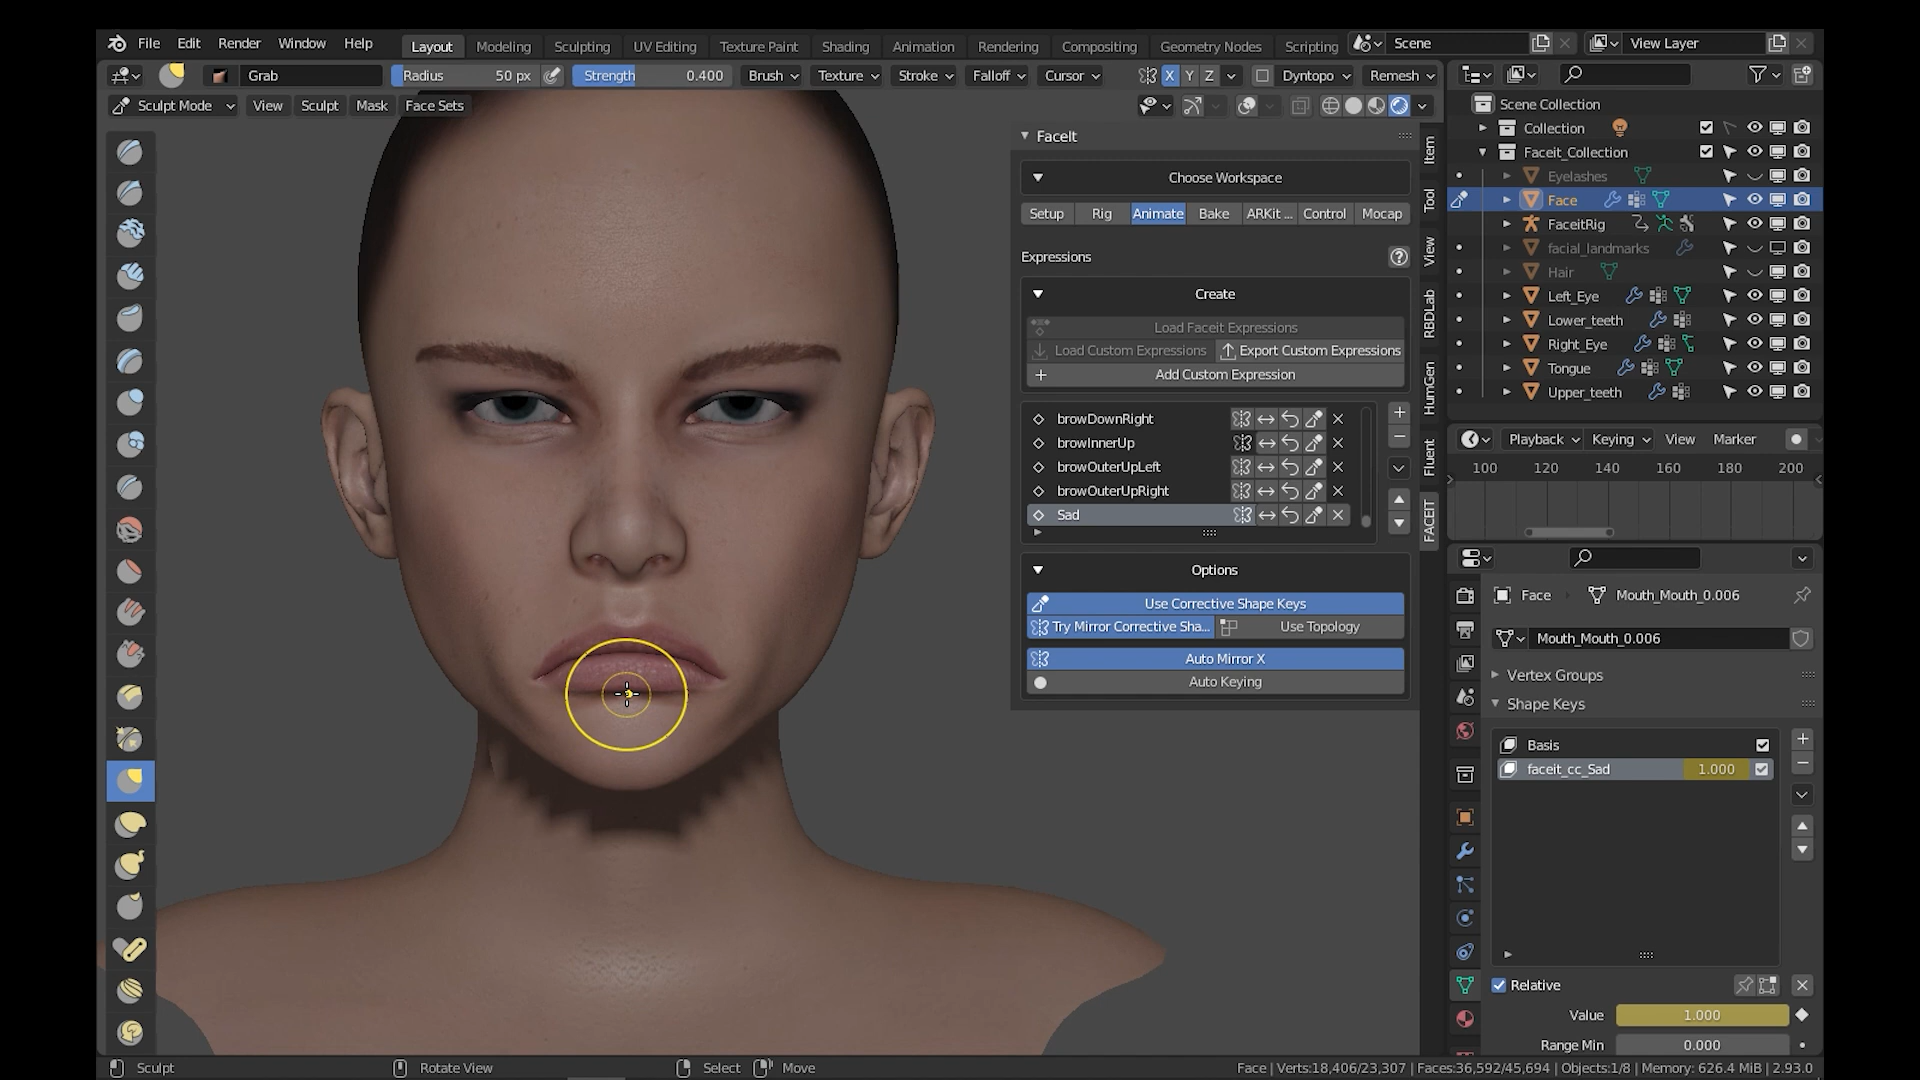 File Edit Render Window Help Layout Modeling Sculpting UV Editing Texture Paint Shading Animation Rendering Compositing Geometry Nodes Scripting Scene View Layer
Grab Radius 50 px Strength 0.400 Brush Texture Stroke Falloff Cursor X Y Z Dyntopo Remesh
Sculpt Mode View Sculpt Mask Face Sets
FaceIt
Choose Workspace
Setup Rig Animate Bake ARKit ... Control Mocap
Expressions
Create
Load Faceit Expressions
Load Custom Expressions Export Custom Expressions
Add Custom Expression
browDownRight
browInnerUp
browOuterUpLeft
browOuterUpRight
Sad
Options
Use Corrective Shape Keys
Try Mirror Corrective Sha... Use Topology
Auto Mirror X
Auto Keying
Item
Tool
View
RBDLab
HumGen
Fluent
FACEIT
Scene Collection
Collection
Faceit_Collection
Eyelashes
Face
FaceitRig
facial_landmarks
Hair
Left_Eye
Lower_teeth
Right_Eye
Tongue
Upper_teeth
Playback Keying View Marker
100 120 140 160 180 200
Face Mouth_Mouth_0.006
Mouth_Mouth_0.006
Vertex Groups
Shape Keys
Basis
faceit_cc_Sad 1.000
Relative
Value 1.000
Range Min 0.000
Sculpt Rotate View Select Move Face | Verts:18,406/23,307 | Faces:36,592/45,694 | Objects:1/8 | Memory: 626.4 MiB | 2.93.0